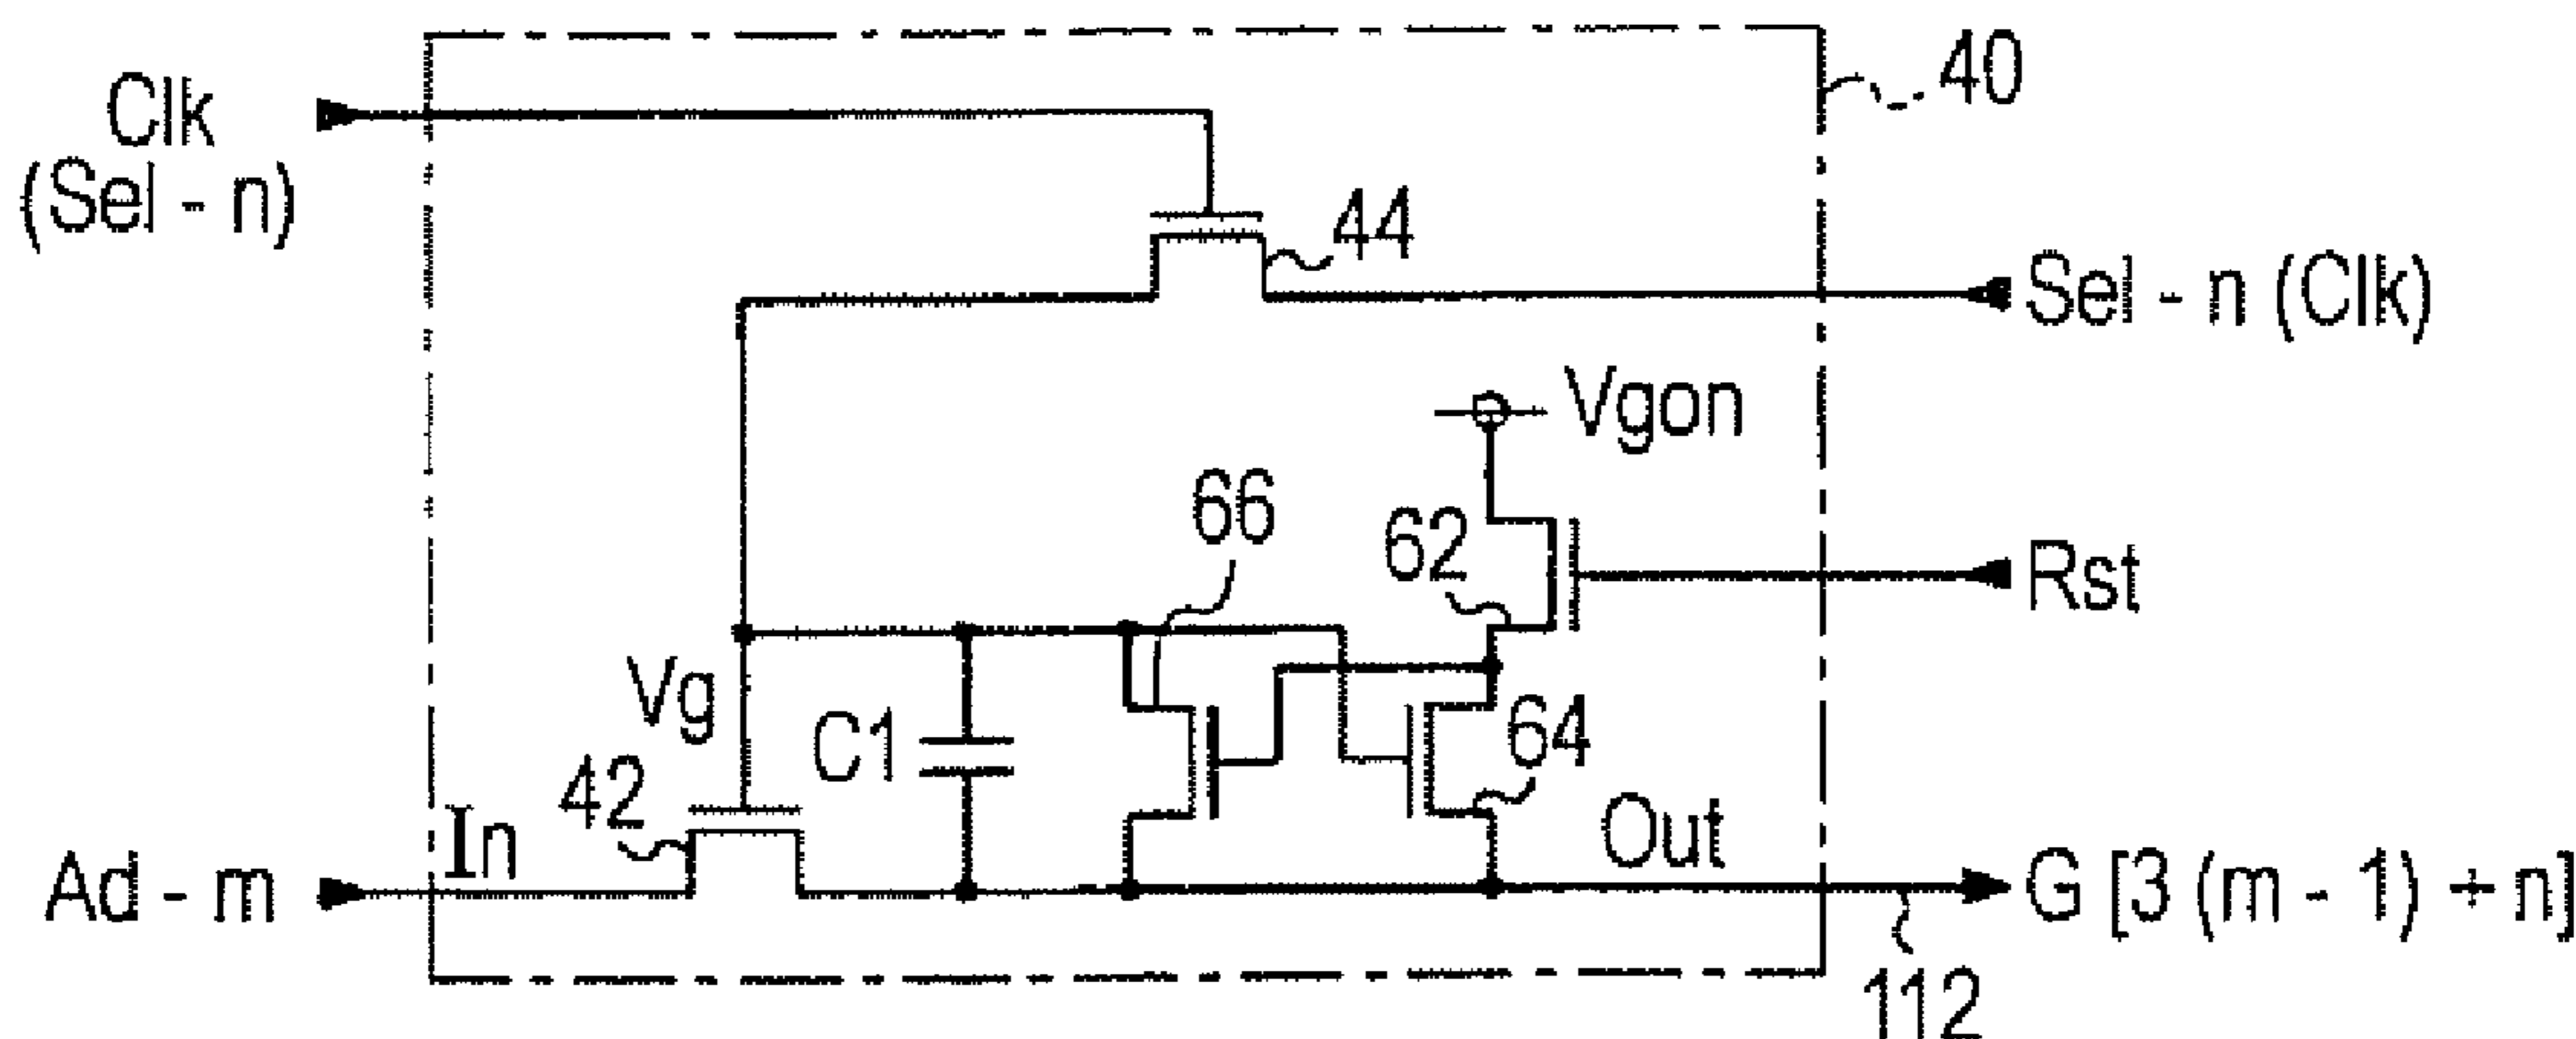 Clk
(Sel - n)
40
44
Sel - n (Clk)
Vgon
66
62
Rst
Vg
C1
64
42
In
Out
Ad - m
G [3 (m - 1) + n]
112